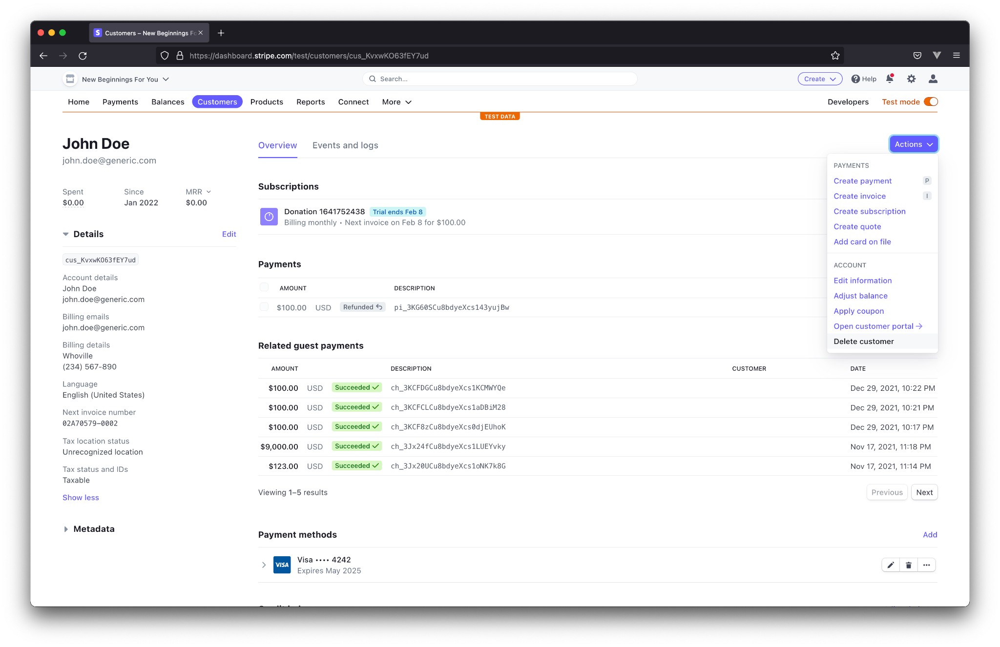 Customers – New Beginnings Fo
https://dashboard.stripe.com/test/customers/cus_KvxwKO63fEY7ud
New Beginnings For You
Search...
Create
Help
Home Payments Balances Customers Products Reports Connect More
Developers Test mode
TEST DATA
John Doe
john.doe@generic.com
Spent Since MRR
$0.00 Jan 2022 $0.00
Details Edit
cus_KvxwKO63fEY7ud
Account details
John Doe
john.doe@generic.com
Billing emails
john.doe@generic.com
Billing details
Whoville
(234) 567-890
Language
English (United States)
Next invoice number
02A70579-0002
Tax location status
Unrecognized location
Tax status and IDs
Taxable
Show less
Metadata
Overview Events and logs
Actions
PAYMENTS
Create payment P
Create invoice I
Create subscription
Create quote
Add card on file
ACCOUNT
Edit information
Adjust balance
Apply coupon
Open customer portal →
Delete customer
Subscriptions
Donation 1641752438 Trial ends Feb 8
Billing monthly • Next invoice on Feb 8 for $100.00
Payments
AMOUNT DESCRIPTION
$100.00 USD Refunded pi_3KG60SCu8bdyeXcs143yujBw
Related guest payments
AMOUNT DESCRIPTION CUSTOMER DATE
$100.00 USD Succeeded ch_3KCFDGCu8bdyeXcs1KCMWYQe Dec 29, 2021, 10:22 PM
$100.00 USD Succeeded ch_3KCFCLCu8bdyeXcs1aDBiM28 Dec 29, 2021, 10:21 PM
$100.00 USD Succeeded ch_3KCF8zCu8bdyeXcs0djEUhoK Dec 29, 2021, 10:17 PM
$9,000.00 USD Succeeded ch_3Jx24fCu8bdyeXcs1LUEYvky Nov 17, 2021, 11:18 PM
$123.00 USD Succeeded ch_3Jx20UCu8bdyeXcs1oNK7k8G Nov 17, 2021, 11:14 PM
Viewing 1–5 results
Previous Next
Payment methods Add
VISA
Visa •••• 4242
Expires May 2025